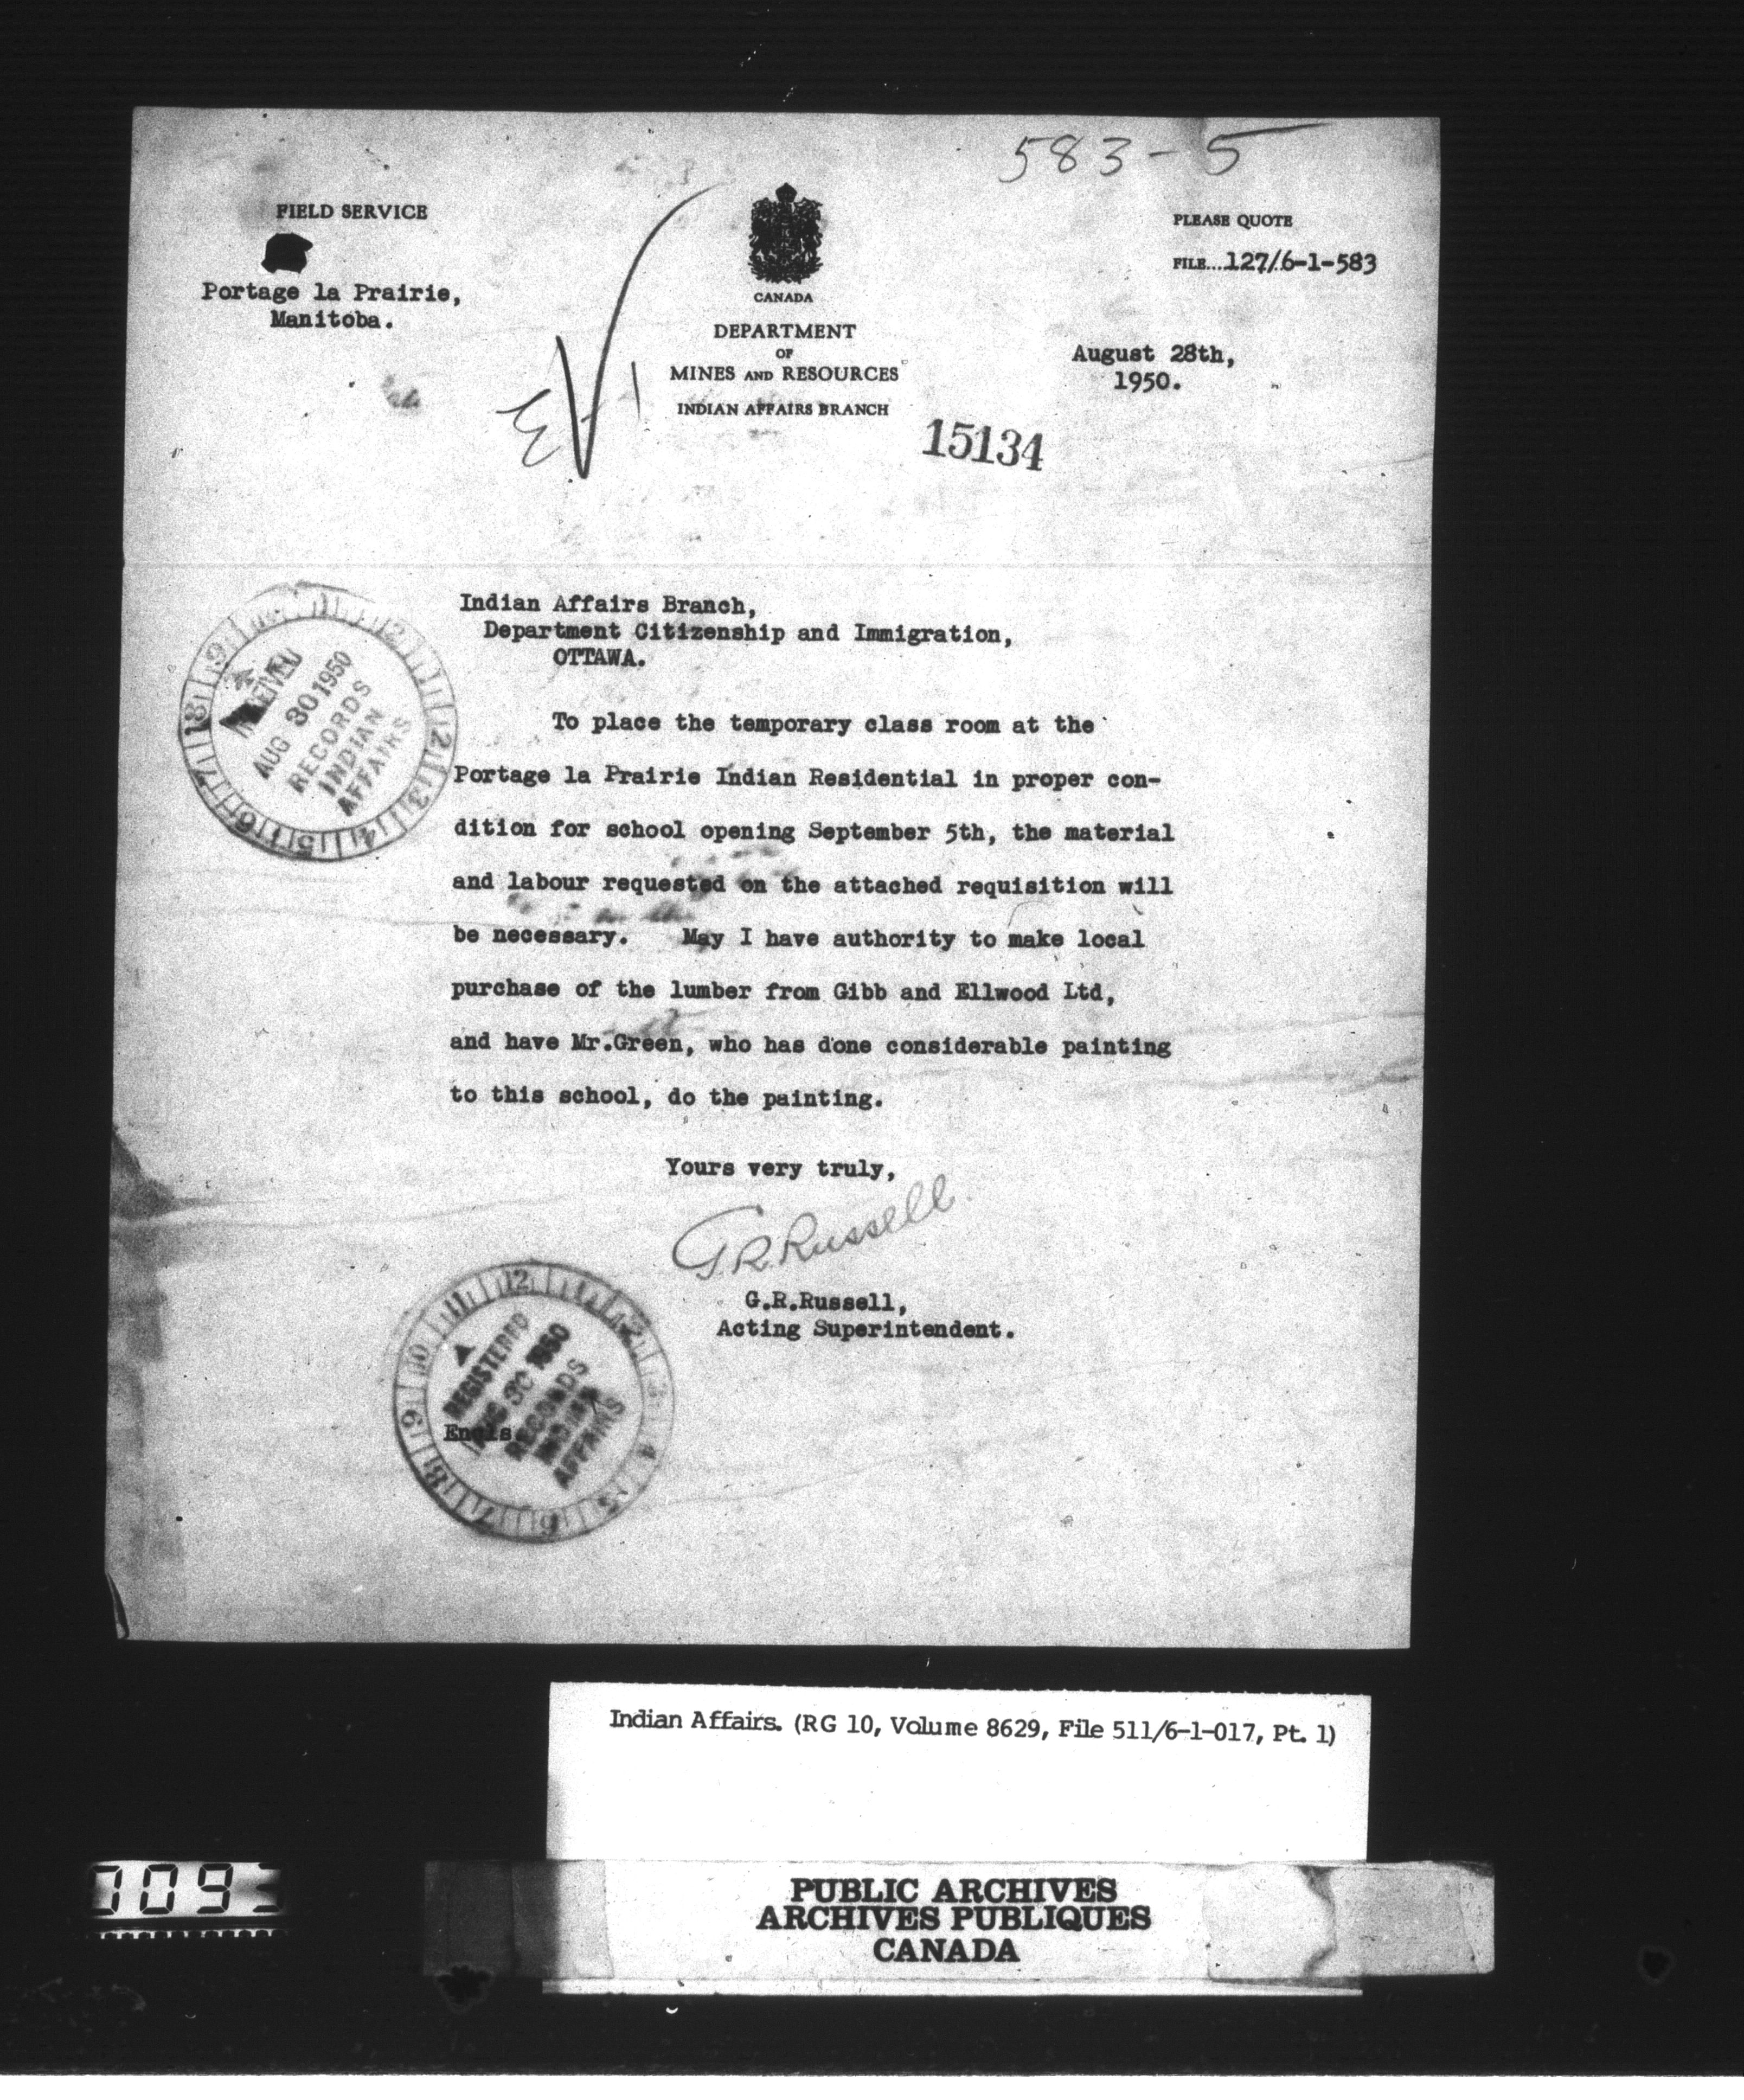 583-5
FIELD SERVICE
PLEASE QUOTE
FILE...127/6-1-583
Portage la Prairie,
Manitoba.
CANADA
DEPARTMENT
OF
MINES AND RESOURCES
INDIAN AFFAIRS BRANCH
August 28th,
1950.
15134
Indian Affairs Branch,
Department Citizenship and Immigration,
OTTAWA.
RECEIVED
AUG 30 1950
RECORDS
INDIAN
AFFAIRS
To place the temporary class room at the
Portage la Prairie Indian Residential in proper con-
dition for school opening September 5th, the material
and labour requested on the attached requisition will
be necessary. May I have authority to make local
purchase of the lumber from Gibb and Ellwood Ltd,
and have Mr.Green, who has done considerable painting
to this school, do the painting.
Yours very truly,
G.R.Russell
G.R.Russell,
Acting Superintendent.
REGISTERED
AUG 30 1950
RECORDS
INDIAN
AFFAIRS
Indian Affairs. (RG 10, Volume 8629, File 511/6-1-017, Pt. 1)
PUBLIC ARCHIVES
ARCHIVES PUBLIQUES
CANADA